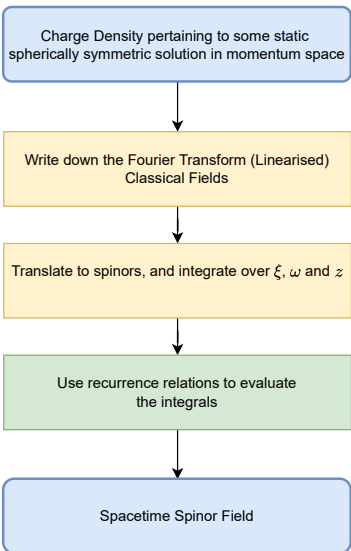 Charge Density pertaining to some static
spherically symmetric solution in momentum space
Write down the Fourier Transform (Linearised)
Classical Fields
Translate to spinors, and integrate over ξ, ω and z
Use recurrence relations to evaluate
the integrals
Spacetime Spinor Field